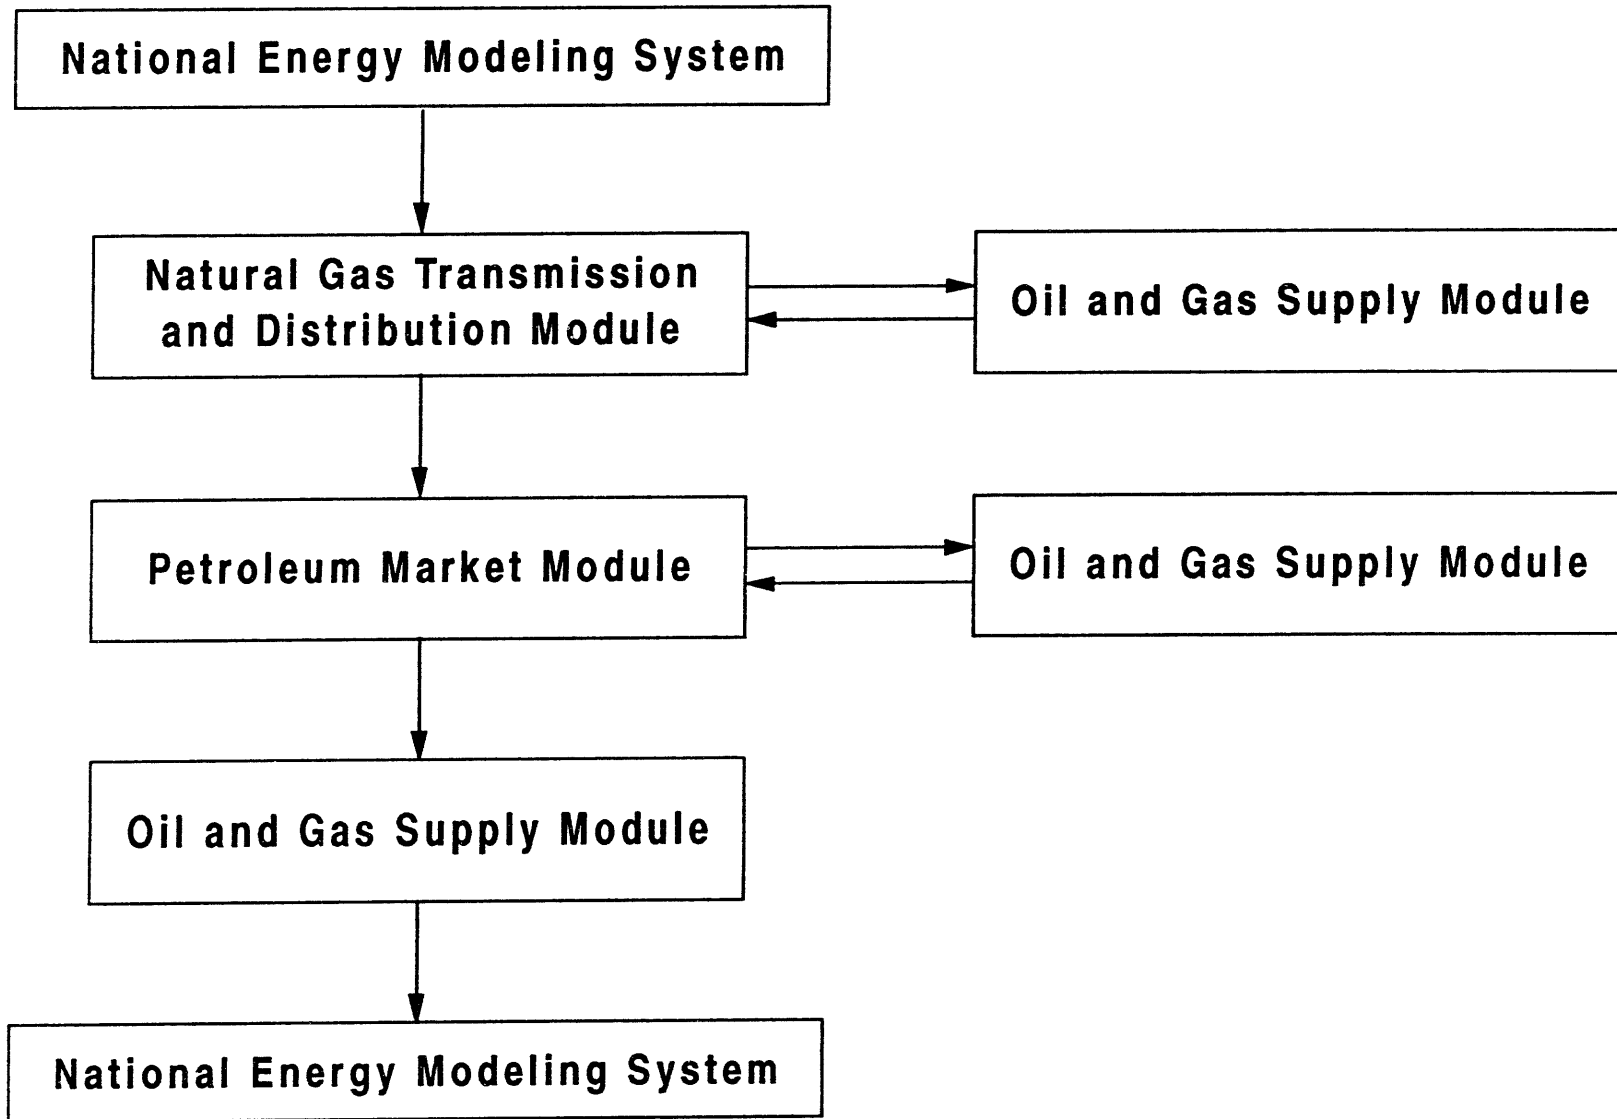 National Energy Modeling System
Natural Gas Transmission
and Distribution Module
Oil and Gas Supply Module
Petroleum Market Module
Oil and Gas Supply Module
Oil and Gas Supply Module
National Energy Modeling System